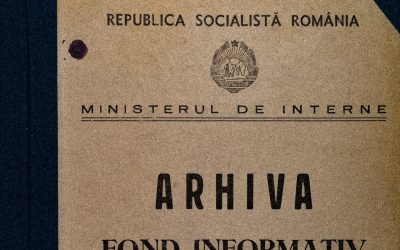 REPUBLICA SOCIALISTĂ ROMÂNIA
MINISTERUL DE INTERNE
ARHIVA
FOND INFORMATIV